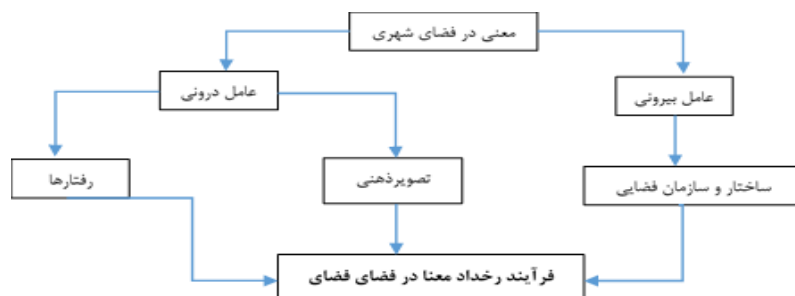 معنی در فضای شهری
عامل بیرونی
عامل درونی
ساختار و سازمان فضایی
تصویرذهنی
رفتارها
فرآیند رخداد معنا در فضای فضای